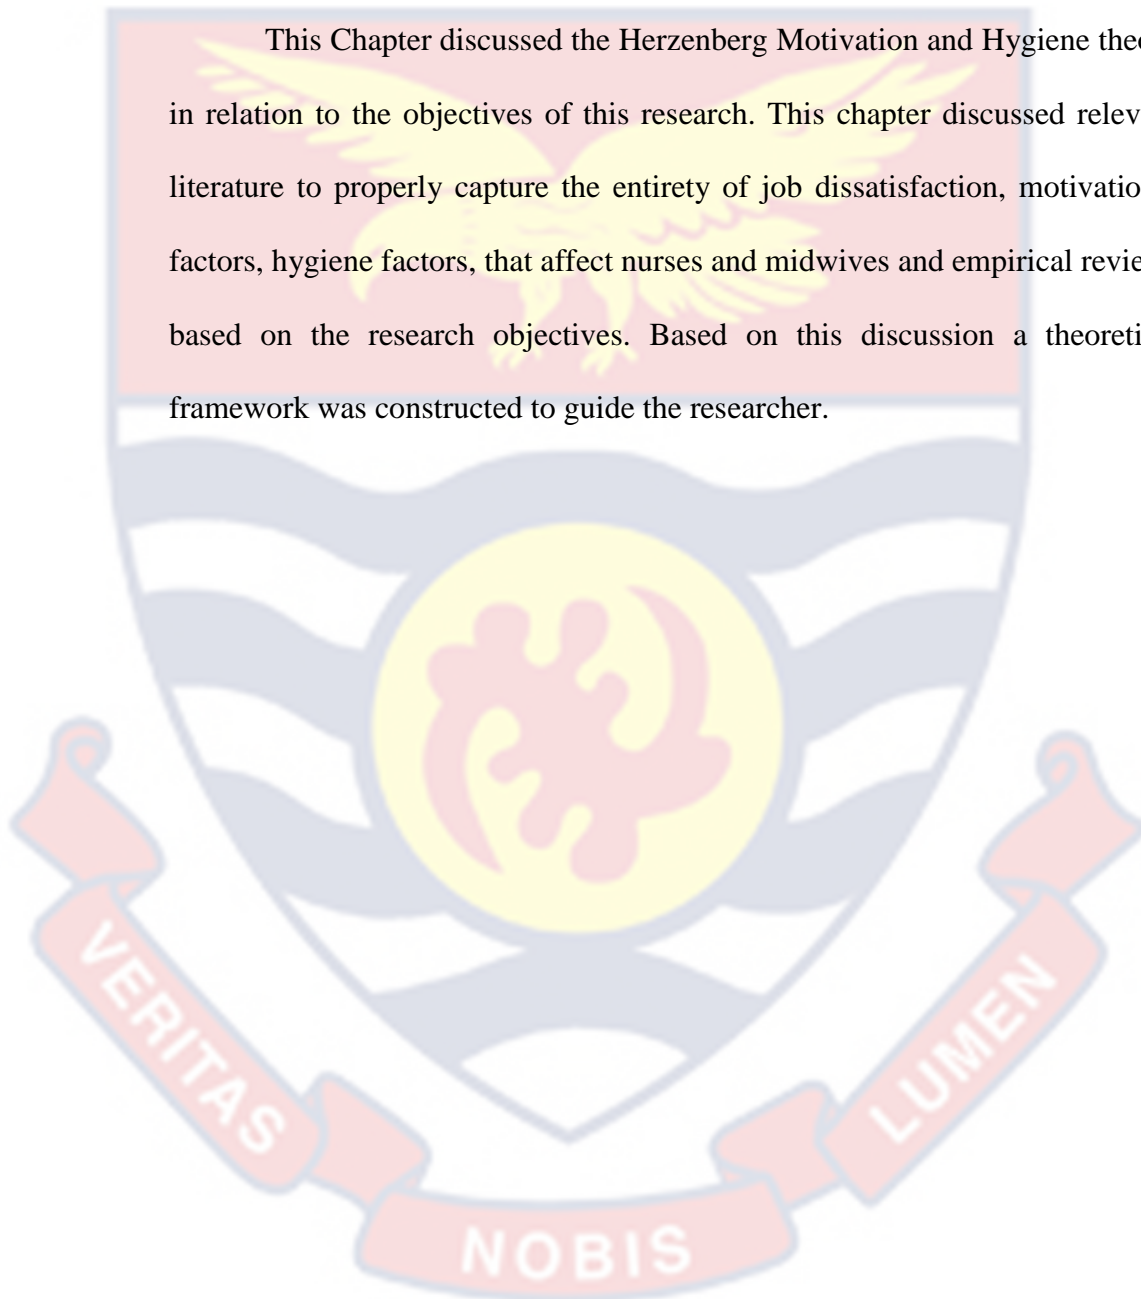 This Chapter discussed the Herzenberg Motivation and Hygiene
in relation to the objectives of this research. This chapter discussed
literature to properly capture the entirety of job dissatisfaction,
factors, hygiene factors, that affect nurses and midwives and empirical
based on the research objectives. Based on this discussion a
framework was constructed to guide the researcher.
VERITAS
NOBIS
LUMEN